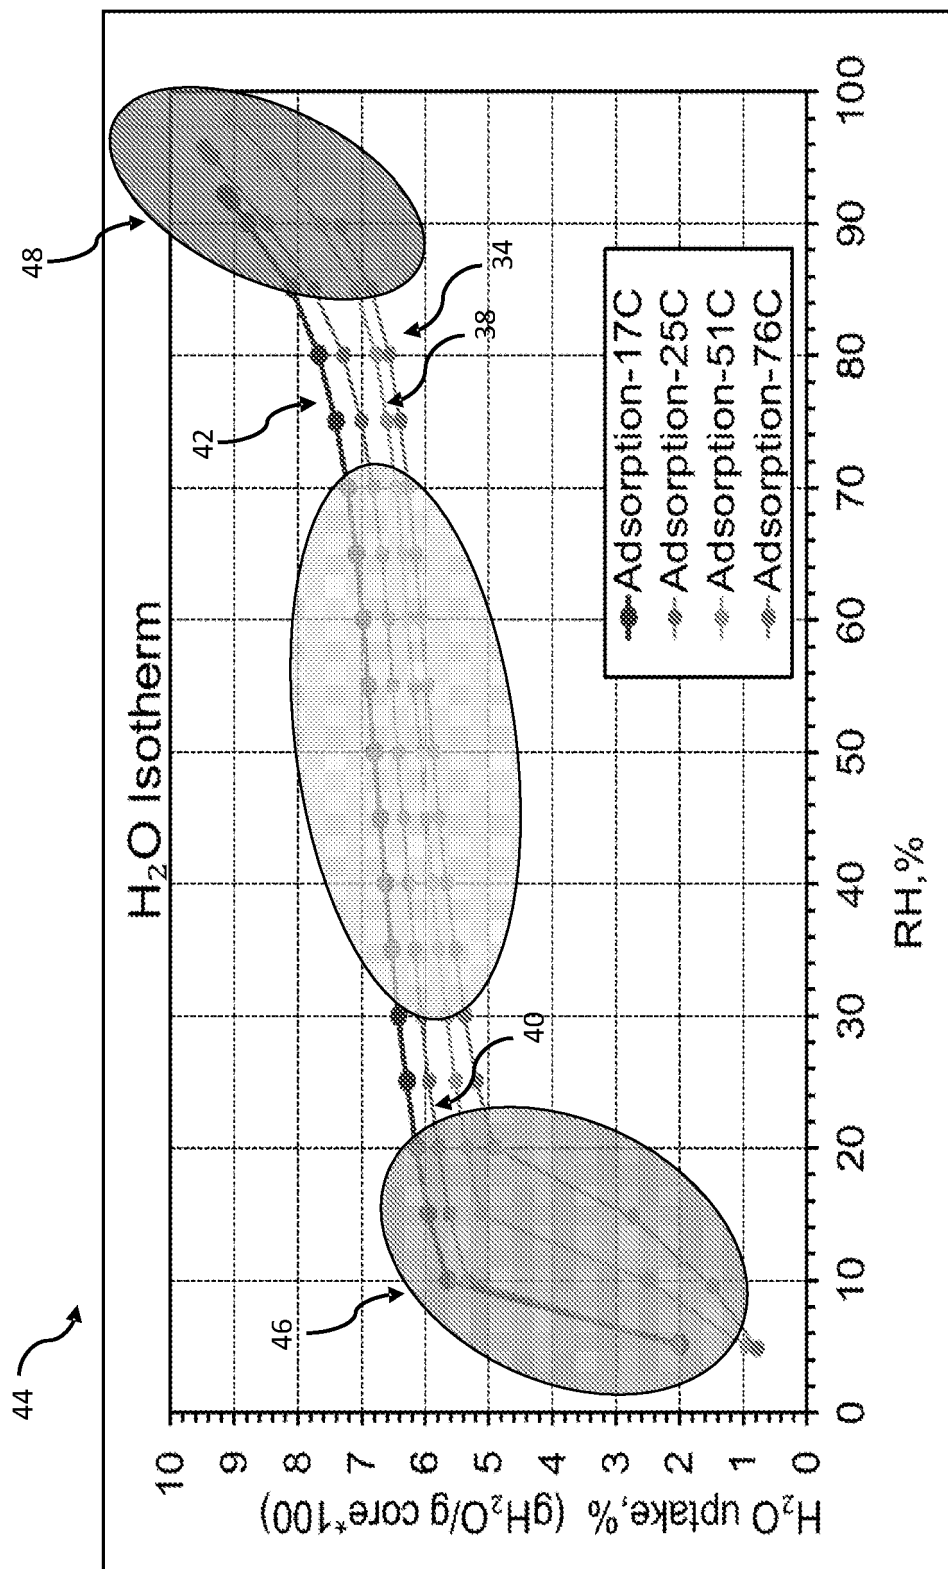 44
H₂O Isotherm
48
42
34
38
40
46
10
9
8
7
6
5
4
3
2
1
0
H₂O uptake,% (gH₂O/g core*100)
0 10 20 30 40 50 60 70 80 90 100
RH,%
Adsorption-17C
Adsorption-25C
Adsorption-51C
Adsorption-76C